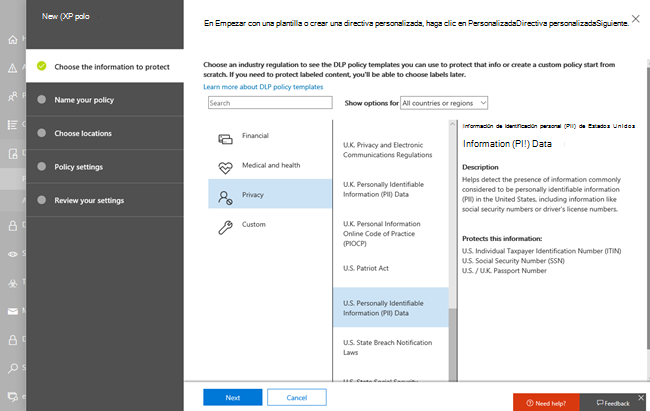 New (XP polo
En Empezar con una plantilla o crear una directiva personalizada, haga clic en PersonalizadaDirectiva personalizadaSiguiente.
Choose the information to protect
Name your policy
Choose locations
Policy settings
Review your settings
Choose an industry regulation to see the DLP policy templates you can use to protect that info or create a custom policy start from
scratch. If you need to protect labeled content, you'll be able to choose labels later.
Learn more about DLP policy templates
Search
Show options for
All countries or regions
Financial
Medical and health
Privacy
Custom
U.K. Privacy and Electronic
Communications Regulations
U.K. Personally Identifiable
Information (PII) Data
U.K. Personal Information
Online Code of Practice
(PIOCP)
U.S. Patriot Act
U.S. Personally Identifiable
Information (PII) Data
U.S. State Breach Notification
Laws
U.S. State Social Security
Información de identificación personal (PII) de Estados Unidos
Information (PI!) Data
Description
Helps detect the presence of information commonly
considered to be personally identifiable information
(PII) in the United States, including information like
social security numbers or driver's license numbers.
Protects this information:
U.S. Individual Taxpayer Identification Number (ITIN)
U.S. Social Security Number (SSN)
U.S. / U.K. Passport Number
Next
Cancel
Need help?
Feedback